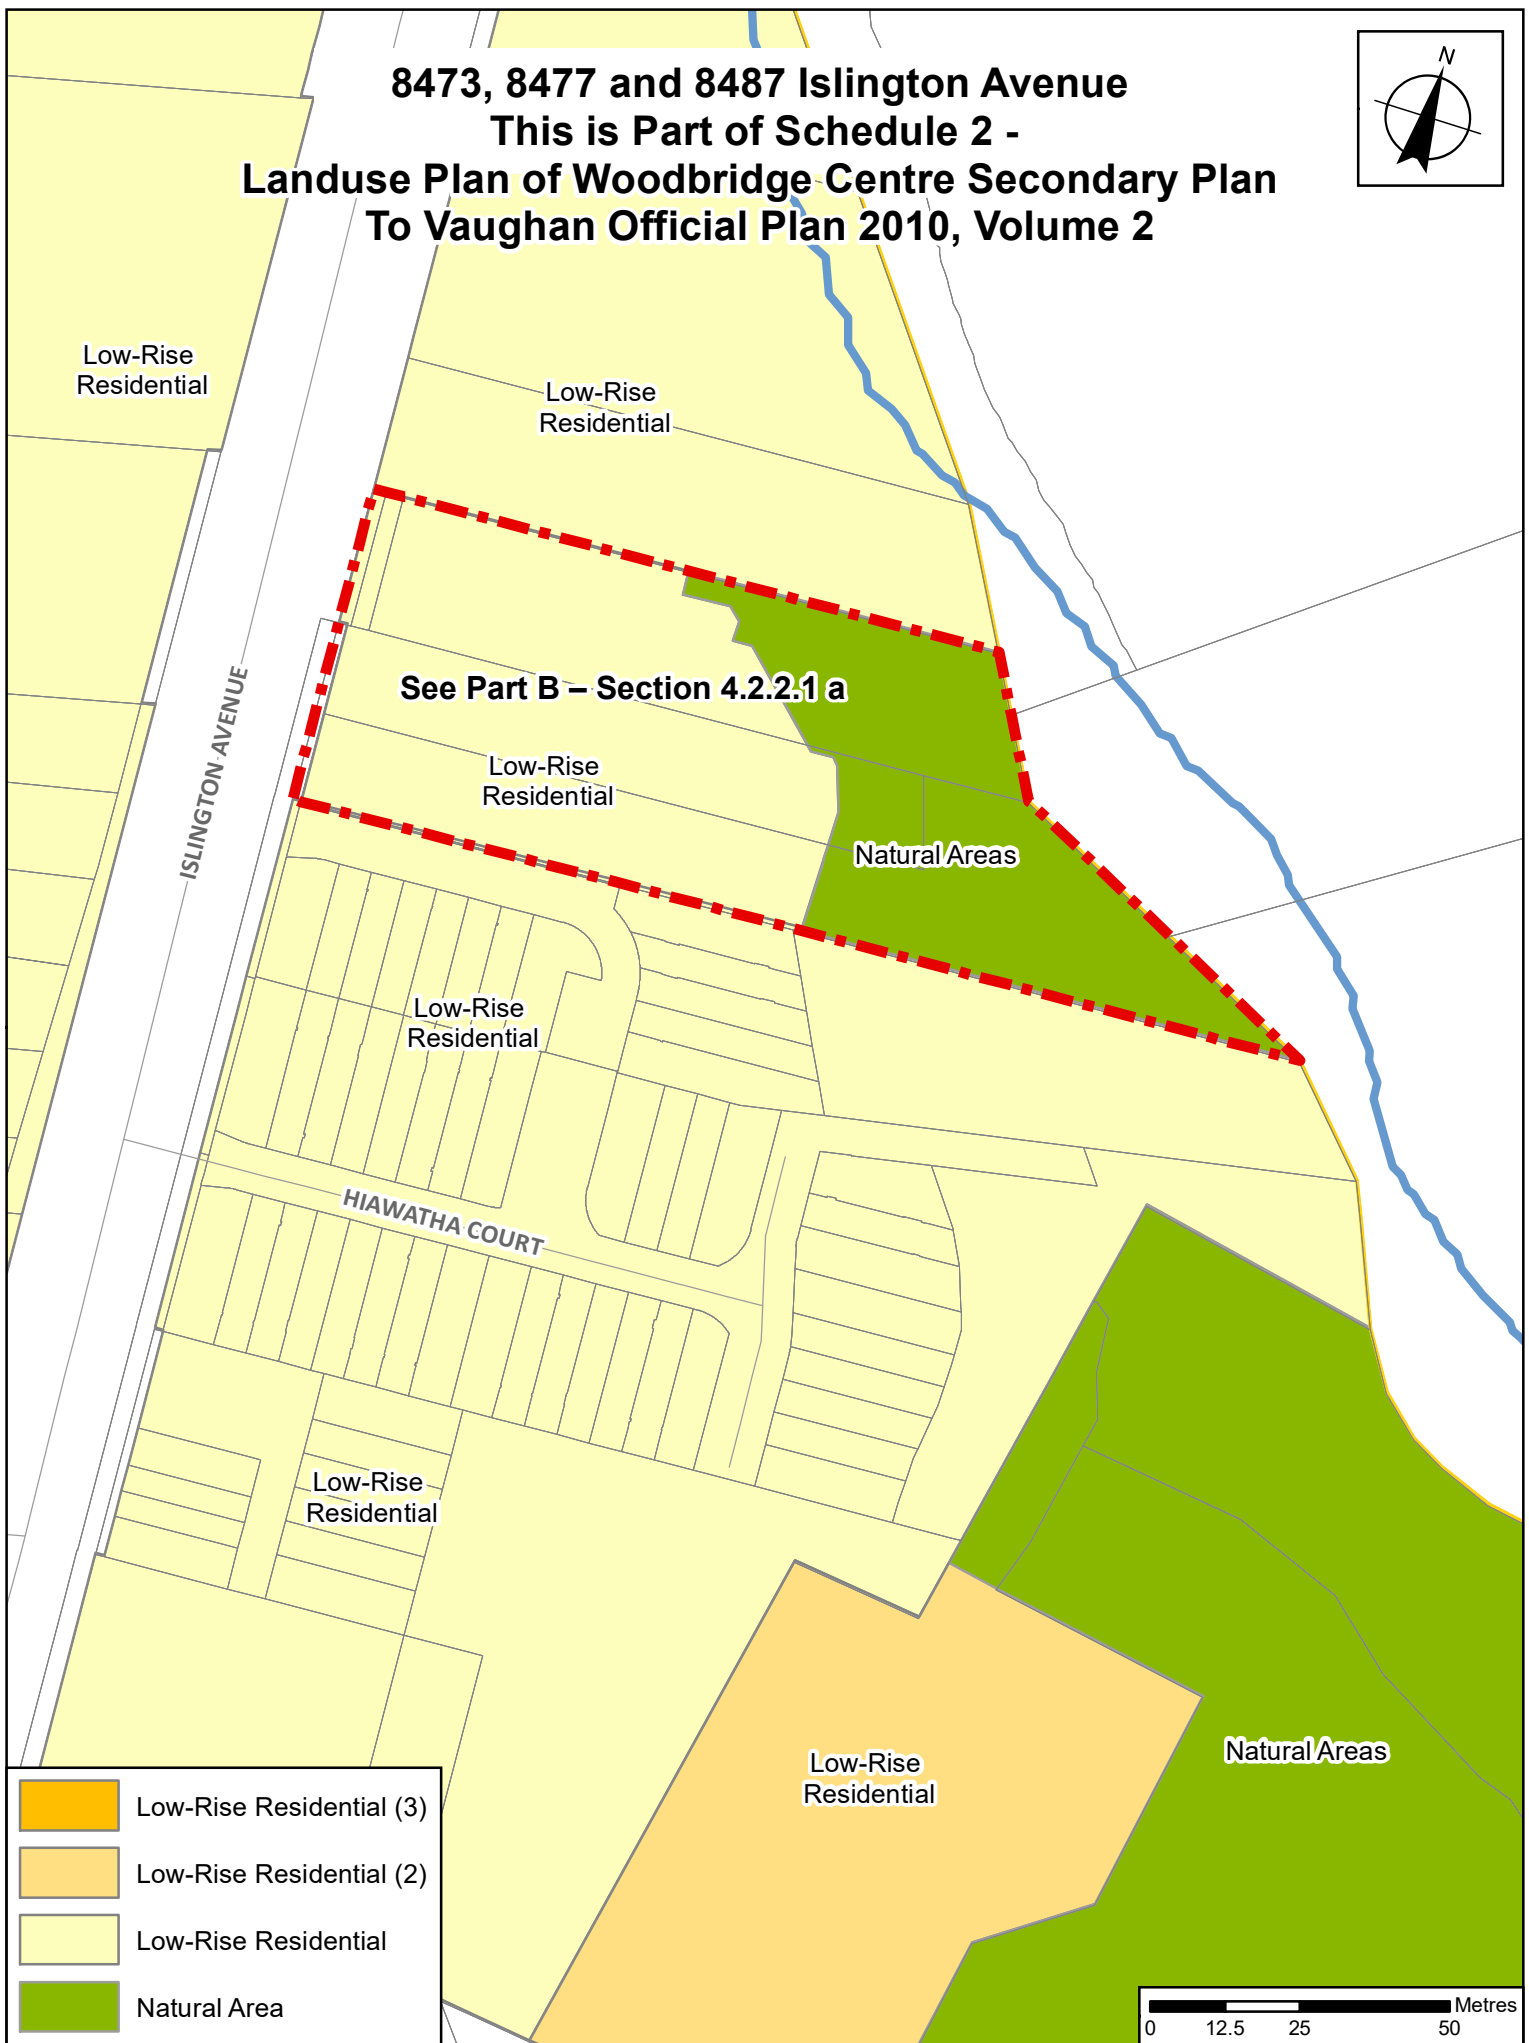 8473, 8477 and 8487 Islington Avenue
This is Part of Schedule 2 -
Landuse Plan of Woodbridge Centre Secondary Plan
To Vaughan Official Plan 2010, Volume 2
N
Low-Rise
Residential
Low-Rise
Residential
ISLINGTON AVENUE
See Part B – Section 4.2.2.1 a
Low-Rise
Residential
Natural Areas
Low-Rise
Residential
HIAWATHA COURT
Low-Rise
Residential
Low-Rise
Residential
Natural Areas
Low-Rise Residential (3)
Low-Rise Residential (2)
Low-Rise Residential
Natural Area
Metres
0 12.5 25 50